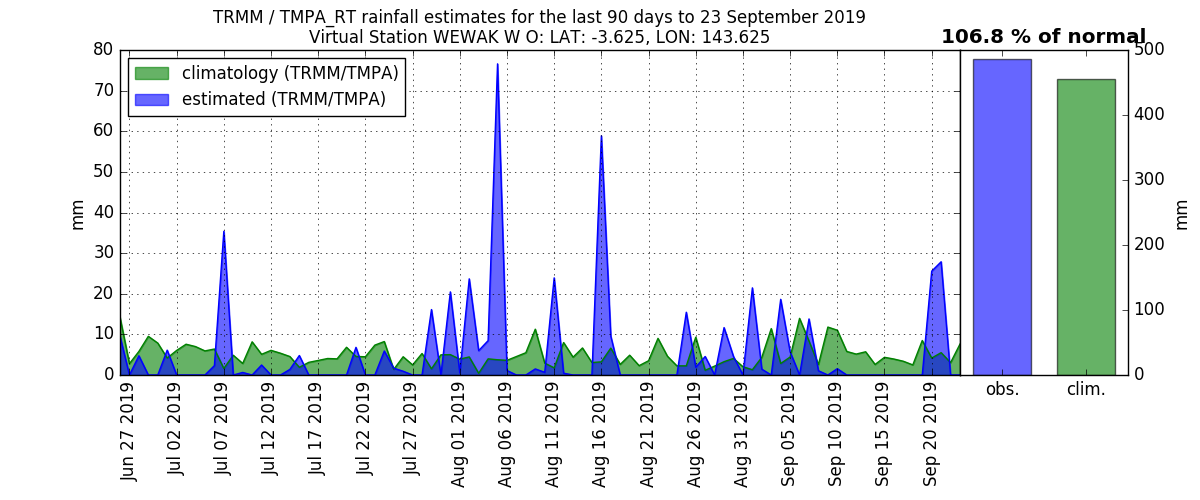 TRMM / TMPA_RT rainfall estimates for the last 90 days to 23 September 2019
Virtual Station WEWAK W O: LAT: -3.625, LON: 143.625
106.8 % of normal
climatology (TRMM/TMPA)
estimated (TRMM/TMPA)
80
70
60
50
40
30
20
10
0
mm
Jun 27 2019
Jul 02 2019
Jul 07 2019
Jul 12 2019
Jul 17 2019
Jul 22 2019
Jul 27 2019
Aug 01 2019
Aug 06 2019
Aug 11 2019
Aug 16 2019
Aug 21 2019
Aug 26 2019
Aug 31 2019
Sep 05 2019
Sep 10 2019
Sep 15 2019
Sep 20 2019
obs.
clim.
500
400
300
200
100
0
mm